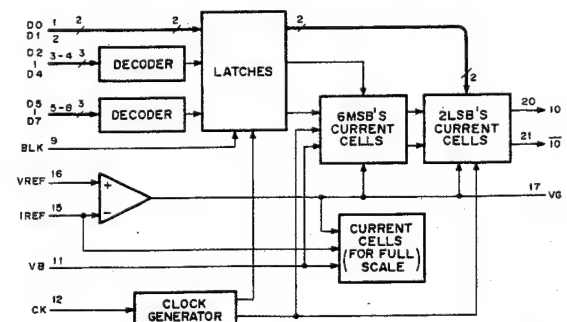 D0 1 2 2
D1 2
D2 3-4 3
D4
DECODER
LATCHES
D5 5-8 3
D7
DECODER
2
6MSB'S
CURRENT
CELLS
2LSB'S
CURRENT
CELLS
20 IO
21 IO
BLK 9
VREF 16
+
IREF 15
-
17 VG
CURRENT
CELLS
(FOR FULL
SCALE)
VB 11
CK 12
CLOCK
GENERATOR